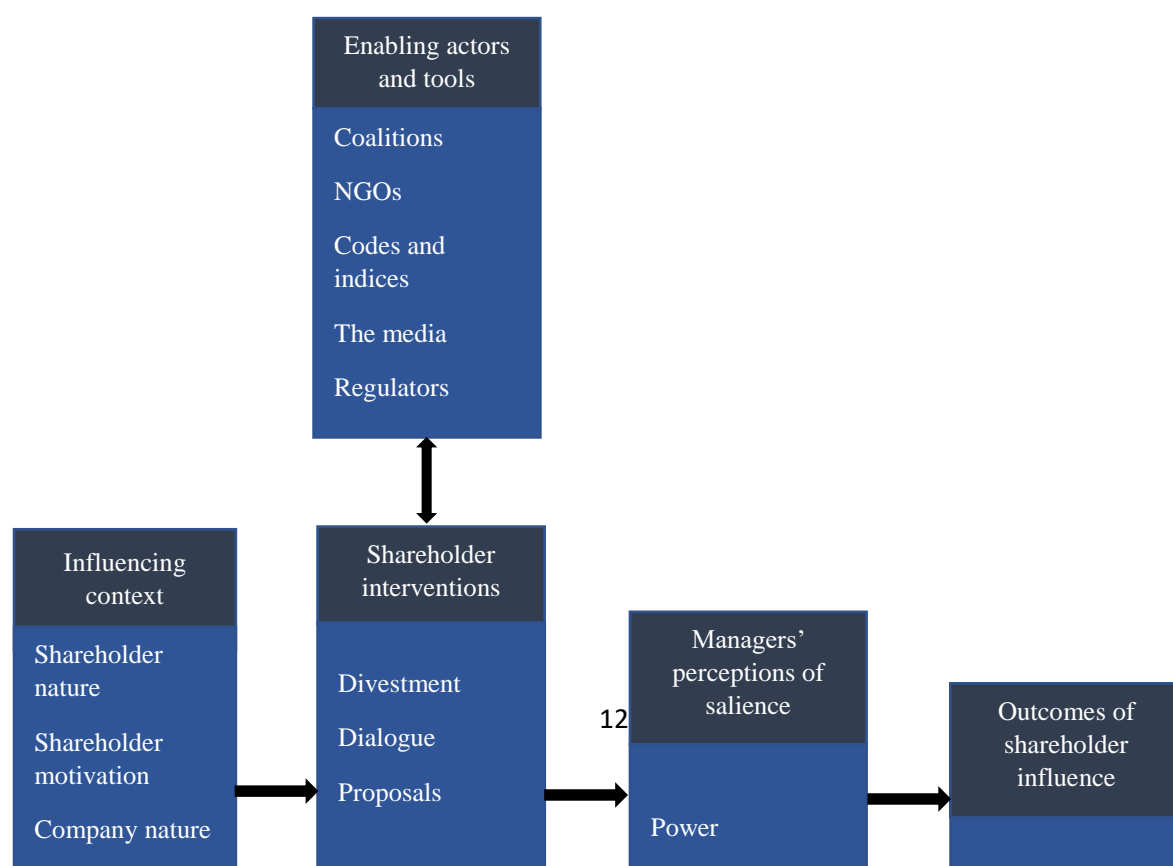 Enabling actors
and tools
Coalitions
NGOs
Codes and
indices
The media
Regulators
Influencing
context
Shareholder
nature
Shareholder
motivation
Company nature
Shareholder
interventions
Divestment
Dialogue
Proposals
12
Managers’
perceptions of
salience
Power
Outcomes of
shareholder
influence